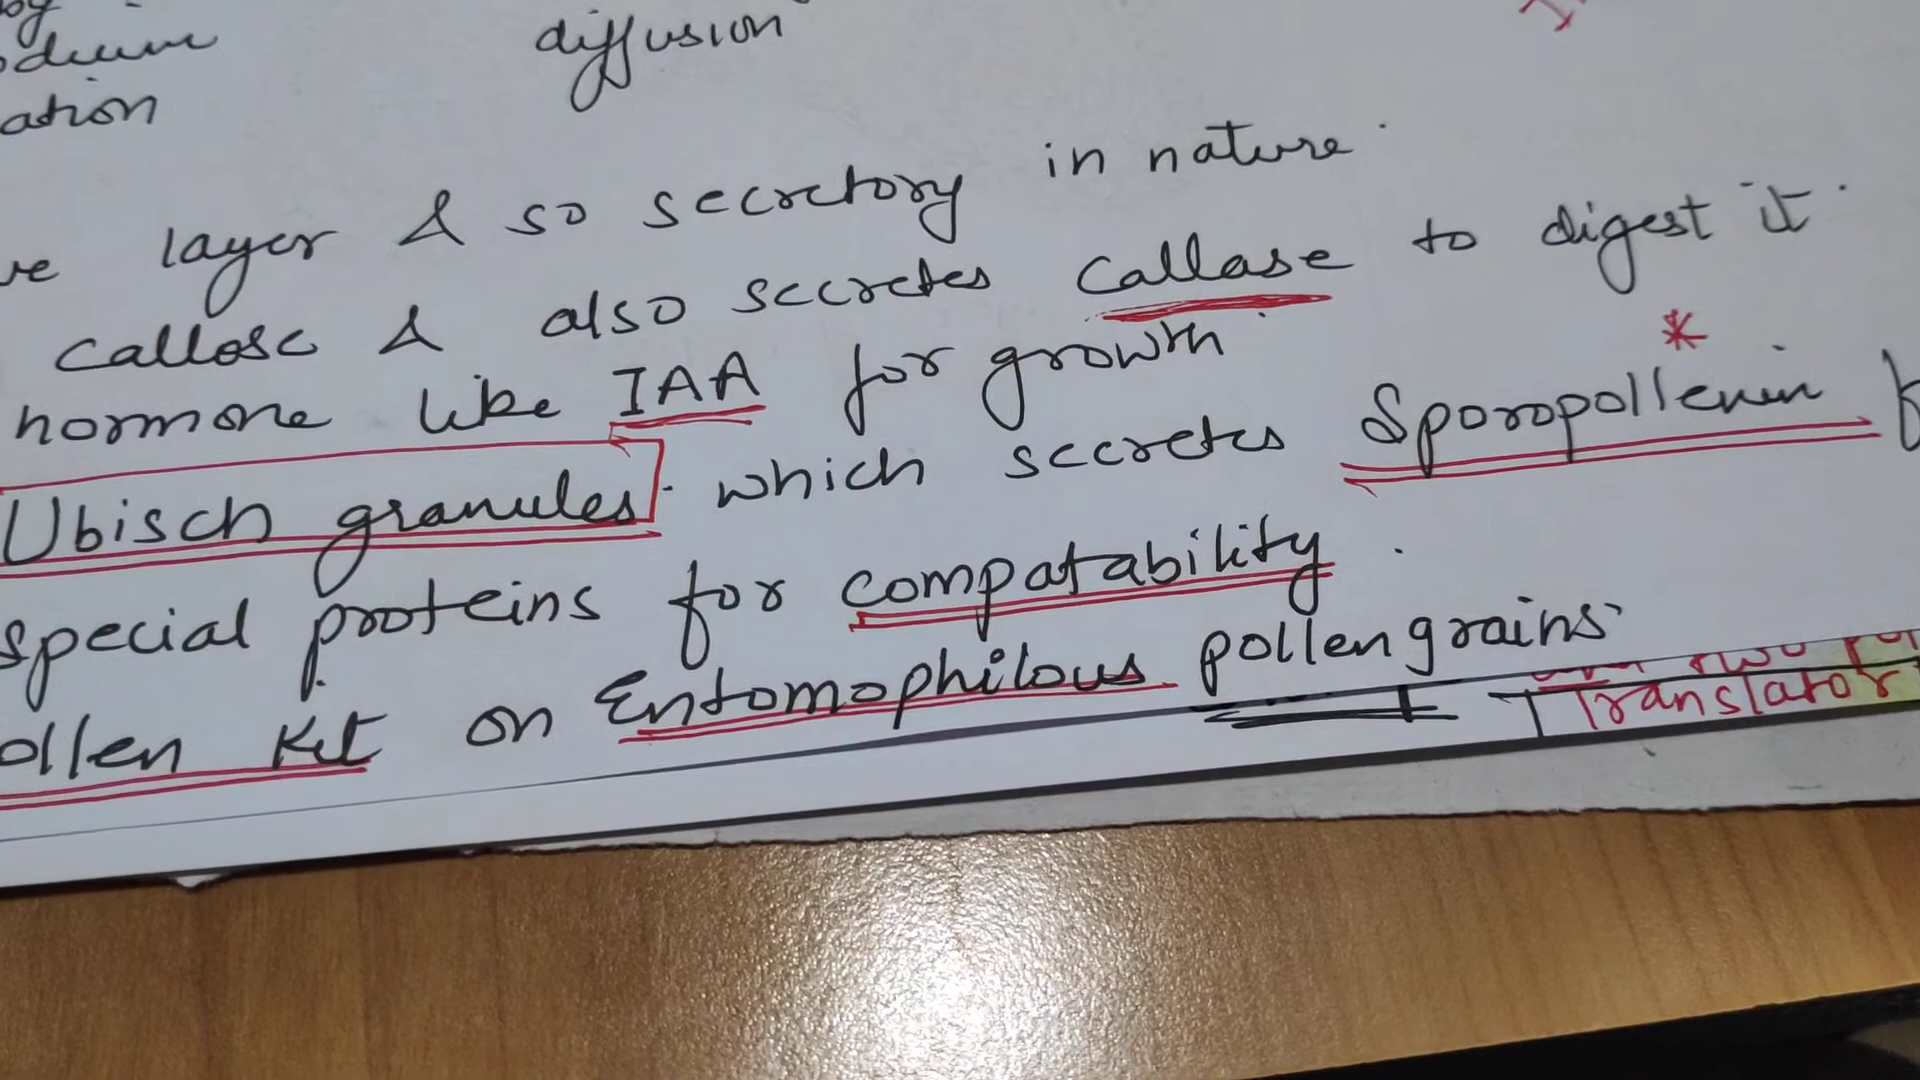 diffusion
ation
layer & so secretory in nature.
callose & also secretes callase to digest it.
hormone like IAA for growth.
*
Ubisch granules. which secretes Sporopollenin
special proteins for compatability.
ollen Kit on Entomophilous pollengrains.
Translator